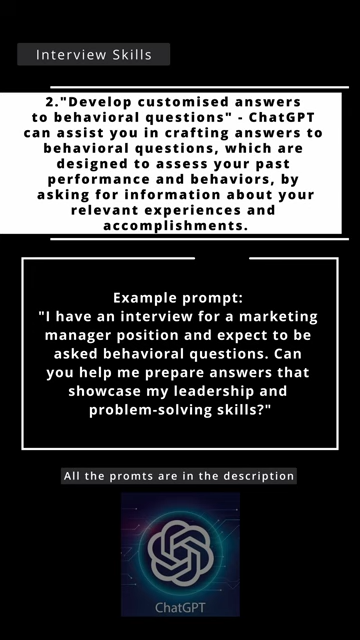 Interview Skills
2."Develop customised answers
to behavioral questions" - ChatGPT
can assist you in crafting answers to
behavioral questions, which are
designed to assess your past
performance and behaviors, by
asking for information about your
relevant experiences and
accomplishments.
Example prompt:
"I have an interview for a marketing
manager position and expect to be
asked behavioral questions. Can
you help me prepare answers that
showcase my leadership and
problem-solving skills?"
All the promts are in the description
ChatGPT